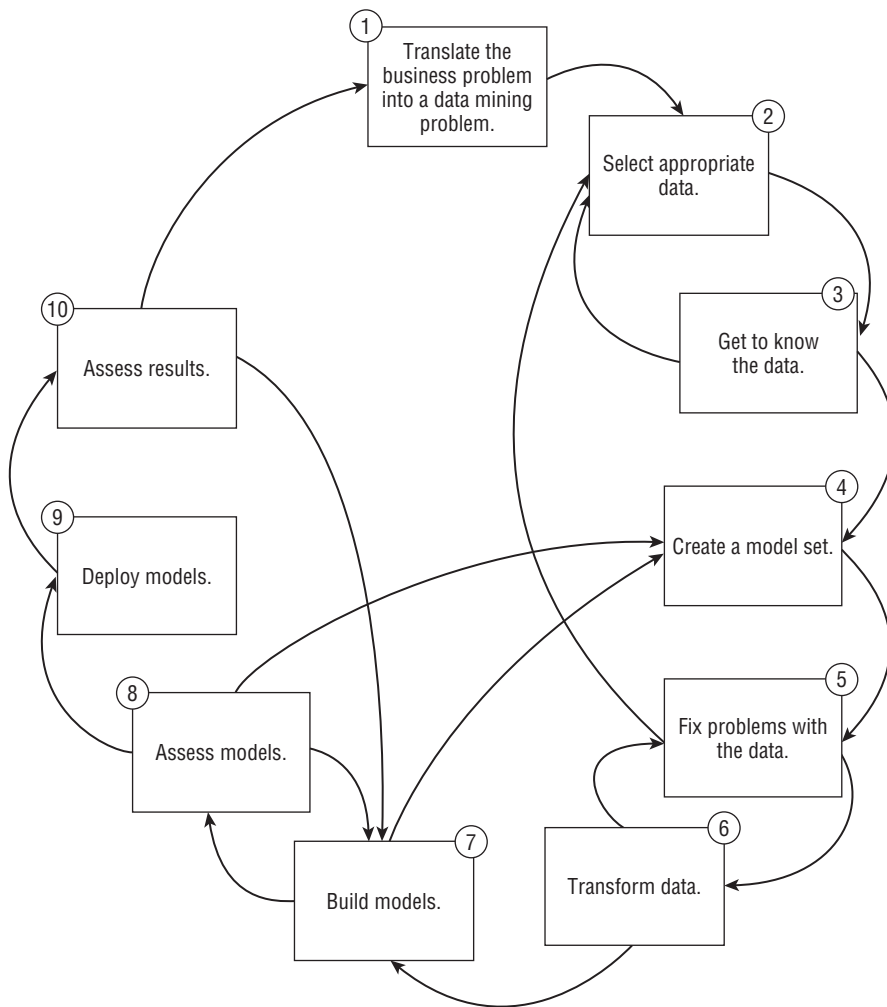 1
Translate the
business problem
into a data mining
problem.
2
Select appropriate
data.
3
Get to know
the data.
4
Create a model set.
5
Fix problems with
the data.
6
Transform data.
7
Build models.
8
Assess models.
9
Deploy models.
10
Assess results.